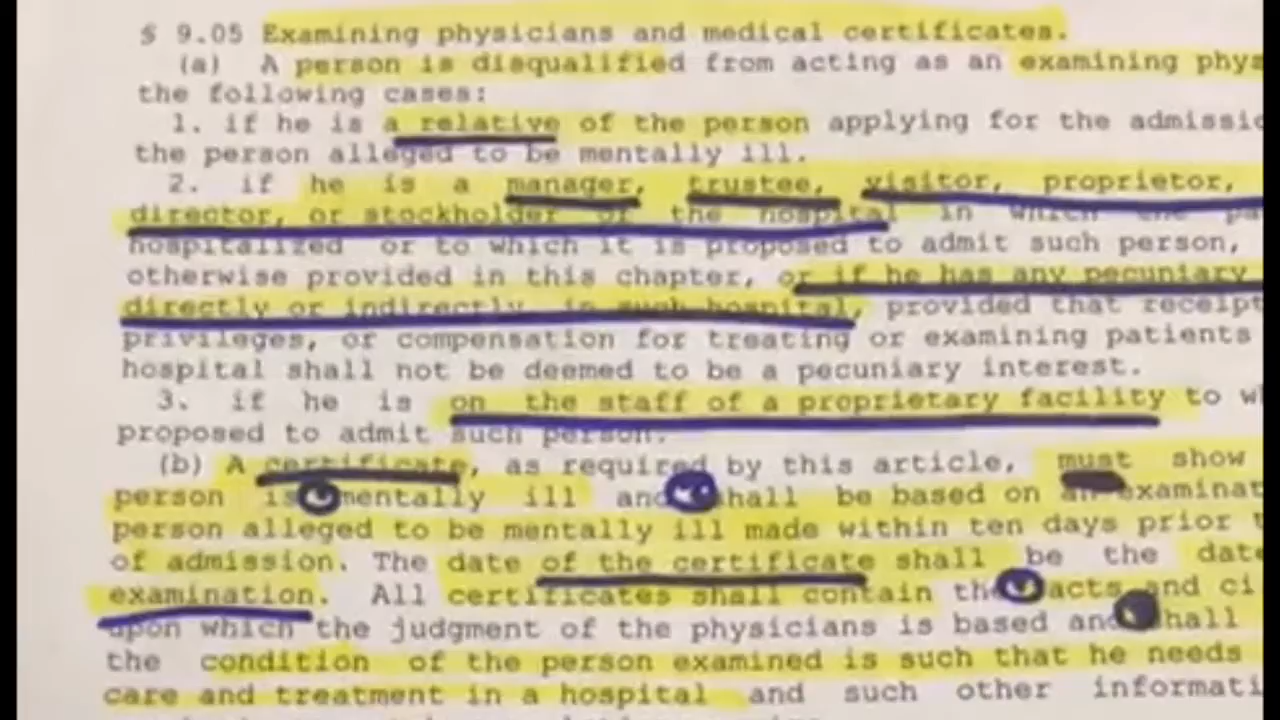 § 9.05 Examining physicians and medical certificates.
(a) A person is disqualified from acting as an examining phys
the following cases:
1. if he is a relative of the person applying for the admissio
the person alleged to be mentally ill.
2. if he is a manager, trustee, visitor, proprietor,
director, or stockholder of the hospital in which the pa
hospitalized or to which it is proposed to admit such person,
otherwise provided in this chapter, or if he has any pecuniary
directly or indirectly, in such hospital, provided that receipt
privileges, or compensation for treating or examining patients
hospital shall not be deemed to be a pecuniary interest.
3. if he is on the staff of a proprietary facility to wh
proposed to admit such person.
(b) A certificate, as required by this article, must show
person is mentally ill and shall be based on an examinat
person alleged to be mentally ill made within ten days prior t
of admission. The date of the certificate shall be the date
examination. All certificates shall contain the facts and ci
upon which the judgment of the physicians is based and shall
the condition of the person examined is such that he needs
care and treatment in a hospital and such other informati